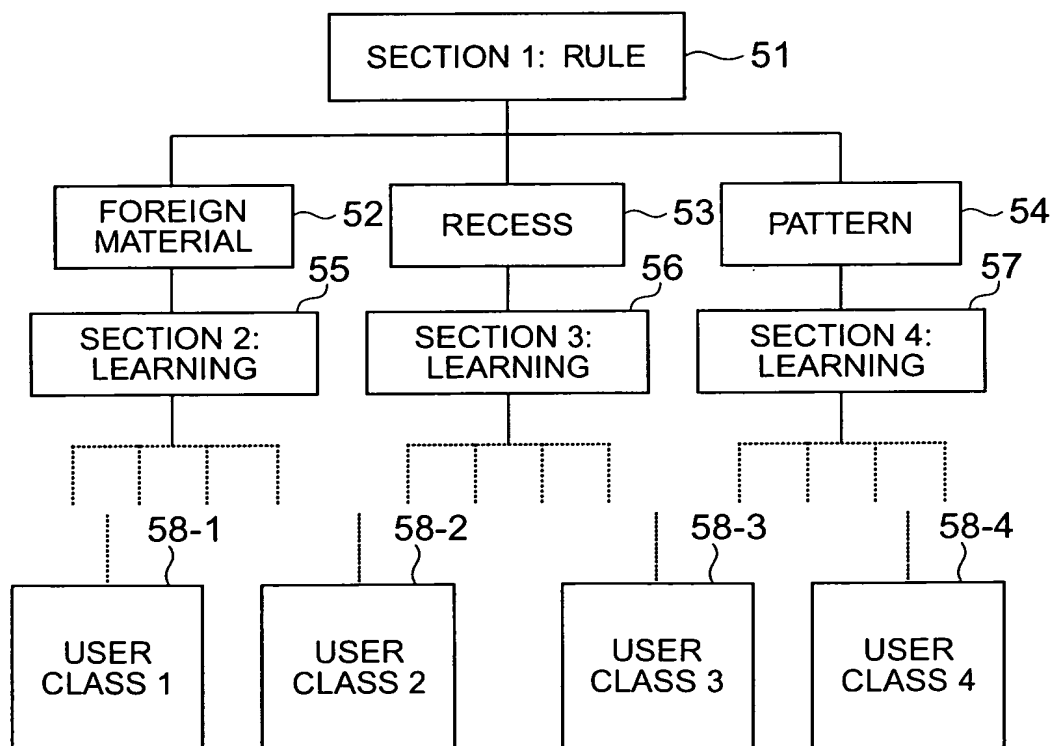 SECTION 1: RULE
51
FOREIGN
MATERIAL
52
RECESS
53
PATTERN
54
55
SECTION 2:
LEARNING
56
SECTION 3:
LEARNING
57
SECTION 4:
LEARNING
58-1
58-2
58-3
58-4
USER
CLASS 1
USER
CLASS 2
USER
CLASS 3
USER
CLASS 4